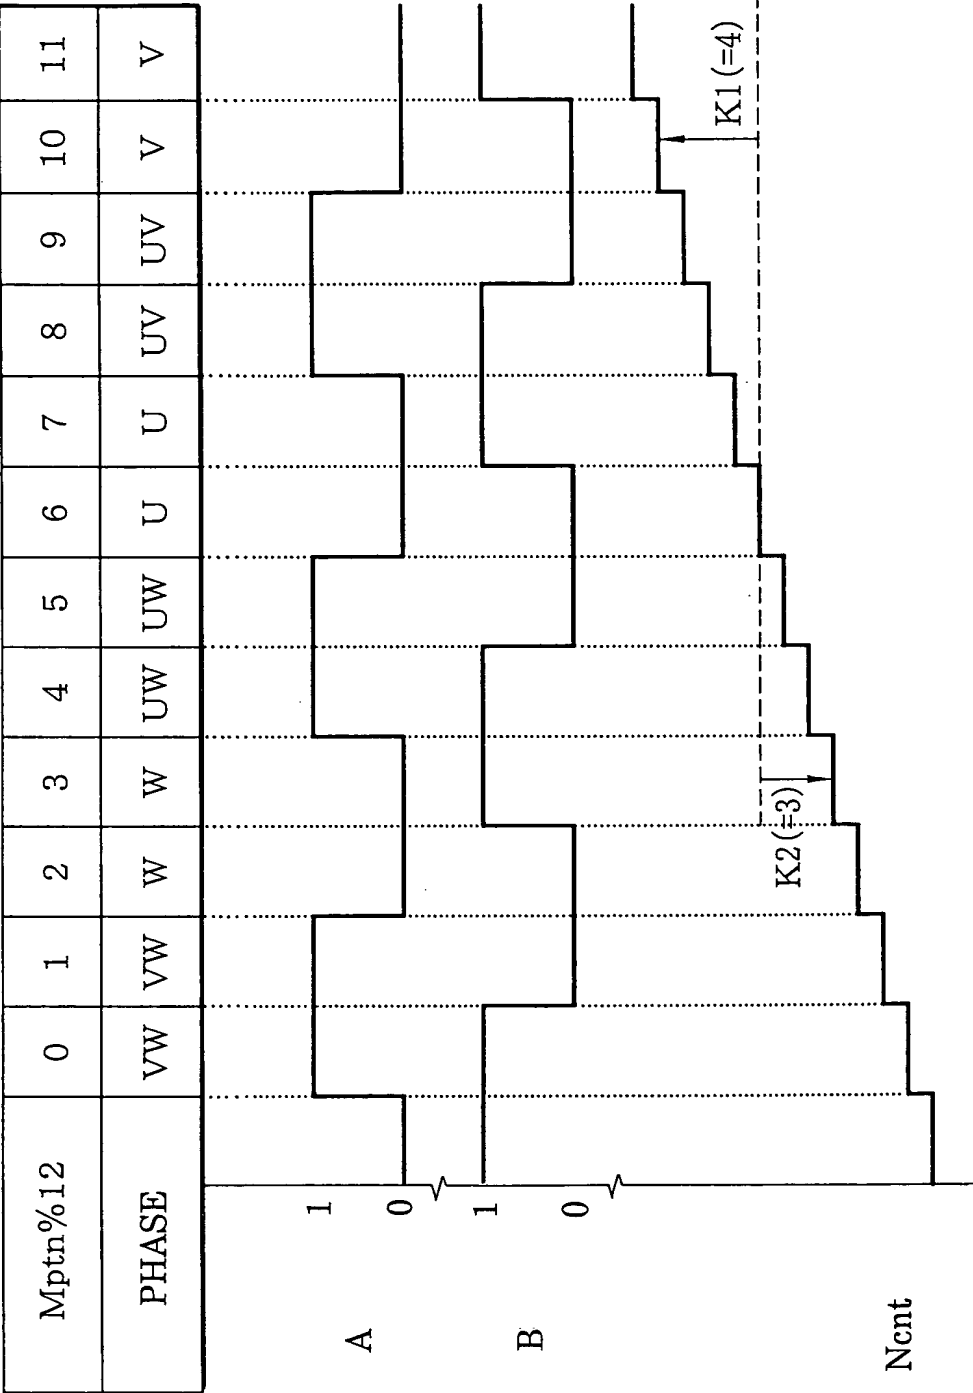 Mptn%12 0 1 2 3 4 5 6 7 8 9 10 11
PHASE VW VW W W UW UW U U UV UV V V
A
1
0
B
1
0
K1(=4)
K2(=3)
Ncnt